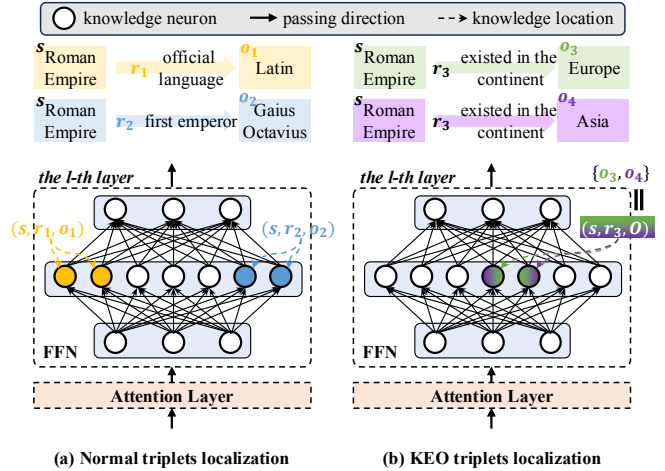 knowledge neuron passing direction knowledge location
s Roman Empire r₁ official language o₁ Latin
s Roman Empire r₂ first emperor o₂ Gaius Octavius
the l-th layer
(s, r₁, o₁) (s, r₂, o₂)
FFN
Attention Layer
(a) Normal triplets localization
s Roman Empire r₃ existed in the continent o₃ Europe
s Roman Empire r₃ existed in the continent o₄ Asia
the l-th layer
{o₃, o₄}
=
(s, r₃, O)
FFN
Attention Layer
(b) KEO triplets localization